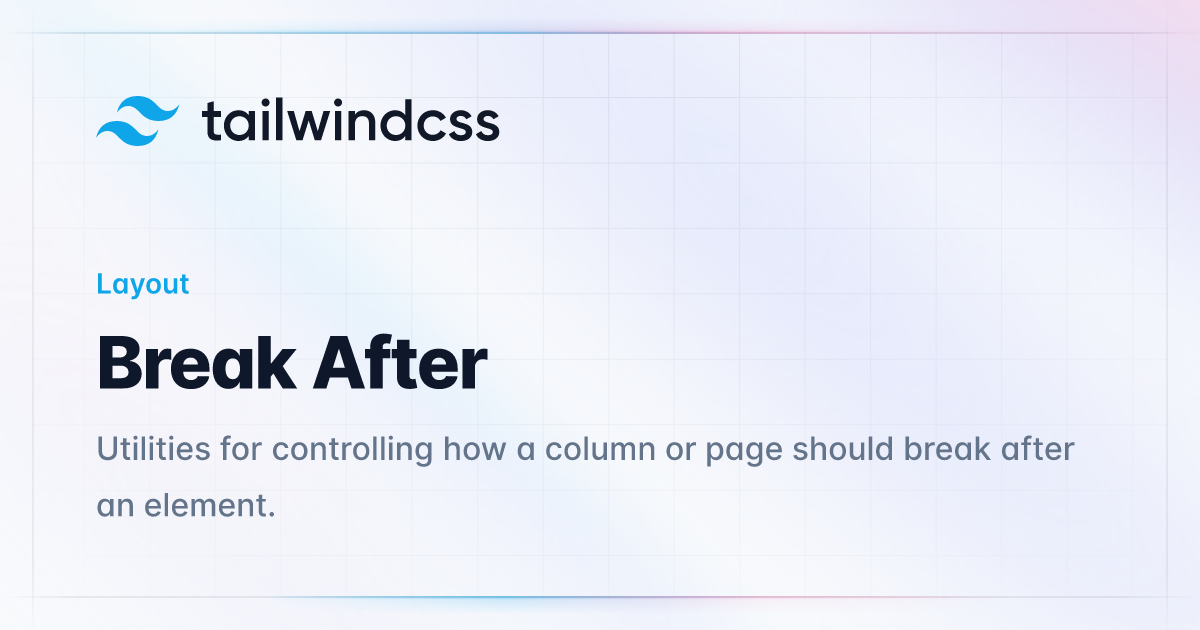 tailwindcss
Layout
Break After
Utilities for controlling how a column or page should break after
an element.